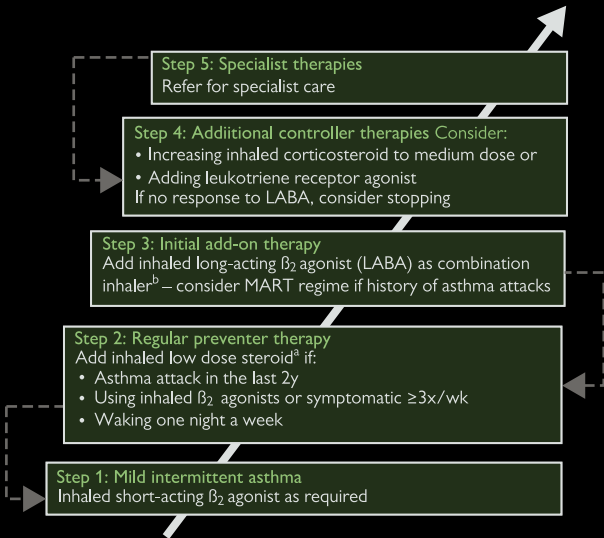 Step 5: Specialist therapies
Refer for specialist care
Step 4: Addiitional controller therapies Consider:
• Increasing inhaled corticosteroid to medium dose or
• Adding leukotriene receptor agonist
If no response to LABA, consider stopping
Step 3: Initial add-on therapy
Add inhaled long-acting ß₂ agonist (LABA) as combination
inhalerᵇ – consider MART regime if history of asthma attacks
Step 2: Regular preventer therapy
Add inhaled low dose steroidᵃ if:
• Asthma attack in the last 2y
• Using inhaled ß₂ agonists or symptomatic ≥3x/wk
• Waking one night a week
Step 1: Mild intermittent asthma
Inhaled short-acting ß₂ agonist as required